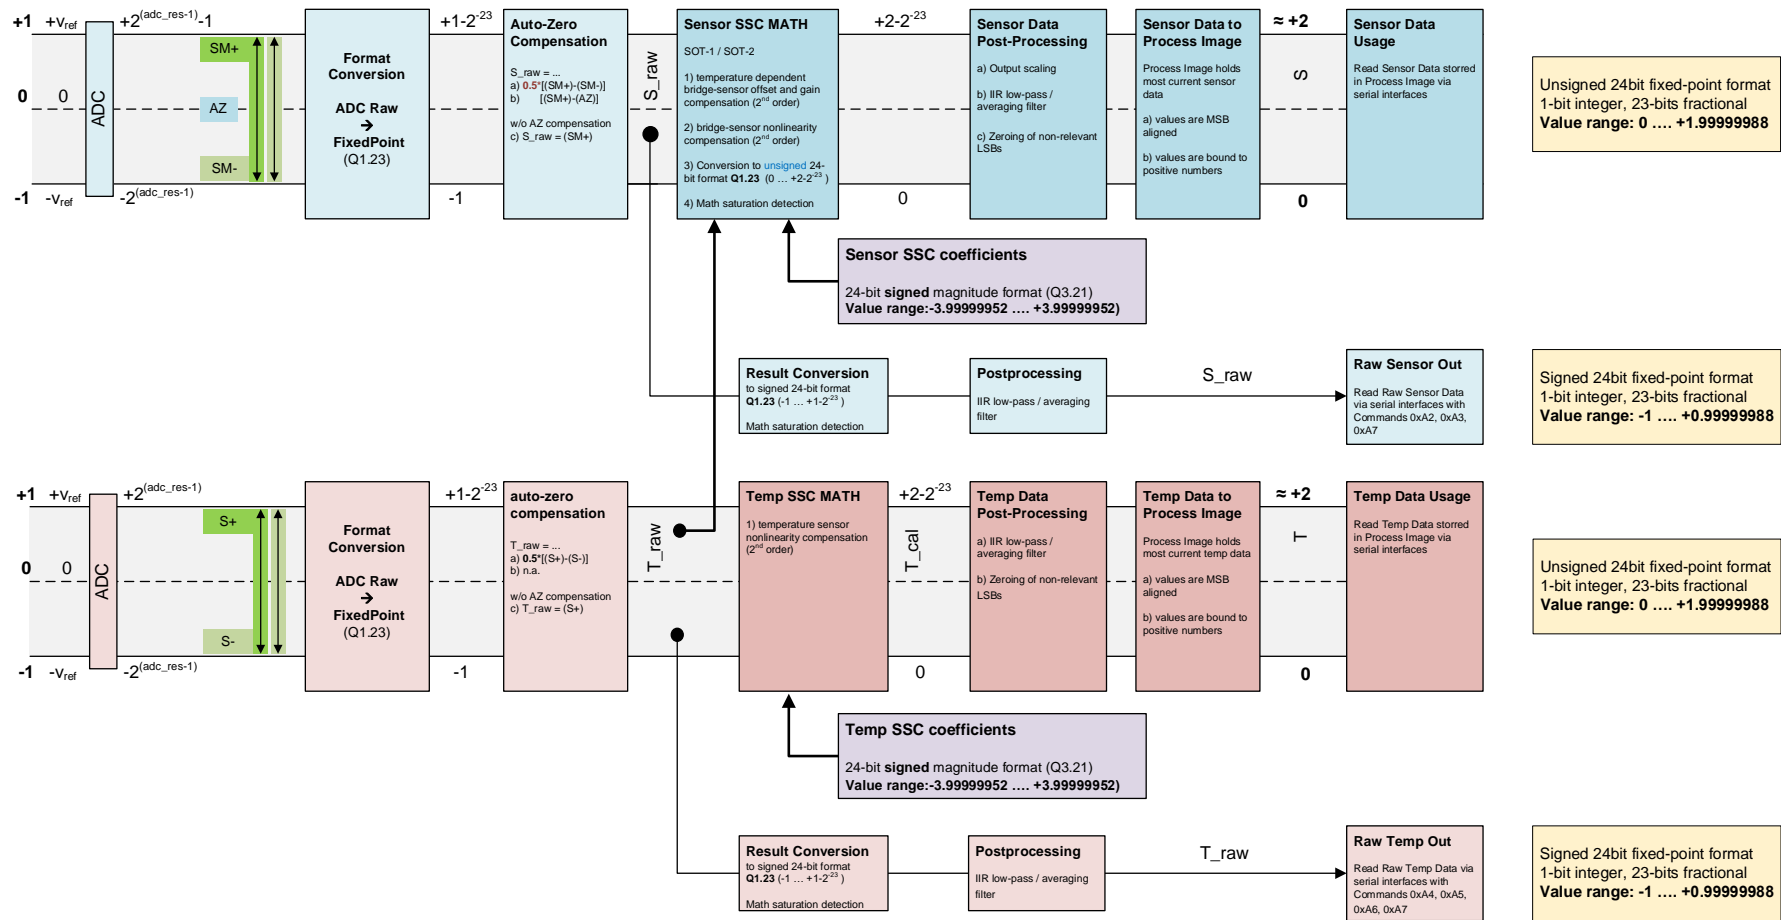 +1 +v_ref +2^(adc_res-1)-1
SM+
0 0
ADC
AZ
SM-
-1 -v_ref -2^(adc_res-1)
Format
Conversion
ADC Raw
→
FixedPoint
(Q1.23)
+1-2^-23
-1
Auto-Zero
Compensation
S_raw = ...
a) 0.5*[(SM+)-(SM-)]
b) [(SM+)-(AZ)]
w/o AZ compensation
c) S_raw = (SM+)
S_raw
Sensor SSC MATH
SOT-1 / SOT-2
1) temperature dependent
bridge-sensor offset and gain
compensation (2nd order)
2) bridge-sensor nonlinearity
compensation (2nd order)
3) Conversion to unsigned 24-
bit format Q1.23 (0 ... +2-2^-23 )
4) Math saturation detection
+2-2^-23
0
Sensor Data
Post-Processing
a) Output scaling
b) IIR low-pass /
averaging filter
c) Zeroing of non-relevant
LSBs
Sensor Data to
Process Image
Process Image holds
most current sensor
data
a) values are MSB
aligned
b) values are bound to
positive numbers
≈ +2
S
0
Sensor Data
Usage
Read Sensor Data storred
in Process Image via
serial interfaces
Unsigned 24bit fixed-point format
1-bit integer, 23-bits fractional
Value range: 0 .... +1.99999988
Sensor SSC coefficients
24-bit signed magnitude format (Q3.21)
Value range:-3.99999952 .... +3.99999952)
Result Conversion
to signed 24-bit format
Q1.23 (-1 ... +1-2^-23 )
Math saturation detection
Postprocessing
IIR low-pass / averaging
filter
S_raw
Raw Sensor Out
Read Raw Sensor Data
via serial interfaces with
Commands 0xA2, 0xA3,
0xA7
Signed 24bit fixed-point format
1-bit integer, 23-bits fractional
Value range: -1 .... +0.99999988
+1 +v_ref +2^(adc_res-1)
S+
0 0
ADC
S-
-1 -v_ref -2^(adc_res-1)
Format
Conversion
ADC Raw
→
FixedPoint
(Q1.23)
+1-2^-23
-1
auto-zero
compensation
T_raw = ...
a) 0.5*[(S+)-(S-)]
b) n.a.
w/o AZ compensation
c) T_raw = (S+)
T_raw
Temp SSC MATH
1) temperature sensor
nonlinearity compensation
(2nd order)
+2-2^-23
T_cal
0
Temp Data
Post-Processing
a) IIR low-pass /
averaging filter
b) Zeroing of non-relevant
LSBs
Temp Data to
Process Image
Process Image holds
most current temp data
a) values are MSB
aligned
b) values are bound to
positive numbers
≈ +2
T
0
Temp Data Usage
Read Temp Data storred
in Process Image via
serial interfaces
Unsigned 24bit fixed-point format
1-bit integer, 23-bits fractional
Value range: 0 .... +1.99999988
Temp SSC coefficients
24-bit signed magnitude format (Q3.21)
Value range:-3.99999952 .... +3.99999952)
Result Conversion
to signed 24-bit format
Q1.23 (-1 ... +1-2^-23 )
Math saturation detection
Postprocessing
IIR low-pass / averaging
filter
T_raw
Raw Temp Out
Read Raw Temp Data via
serial interfaces with
Commands 0xA4, 0xA5,
0xA6, 0xA7
Signed 24bit fixed-point format
1-bit integer, 23-bits fractional
Value range: -1 .... +0.99999988